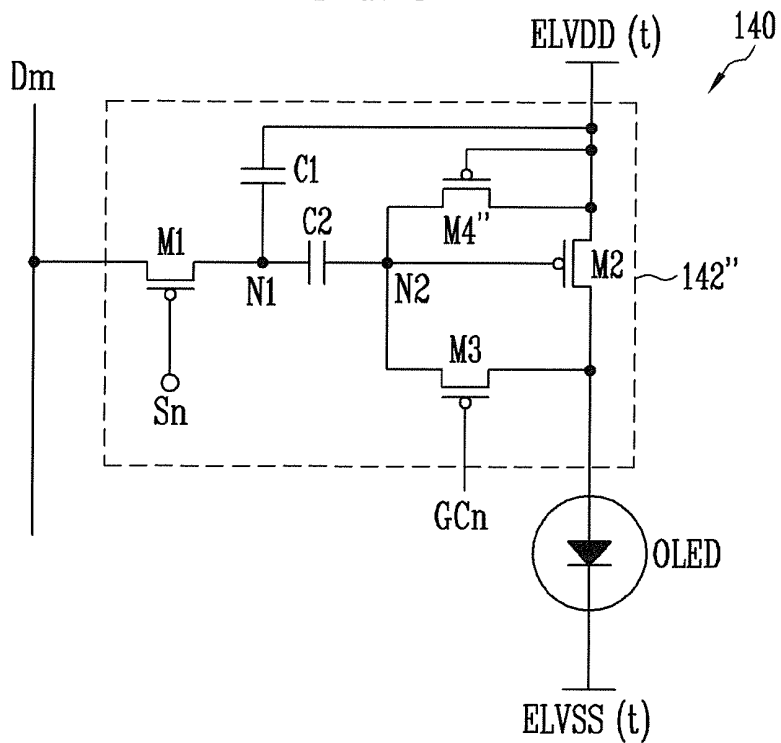 140
ELVDD (t)
Dm
C1
C2
M4"
M1
M2
142"
N1
N2
M3
Sn
GCn
OLED
ELVSS (t)